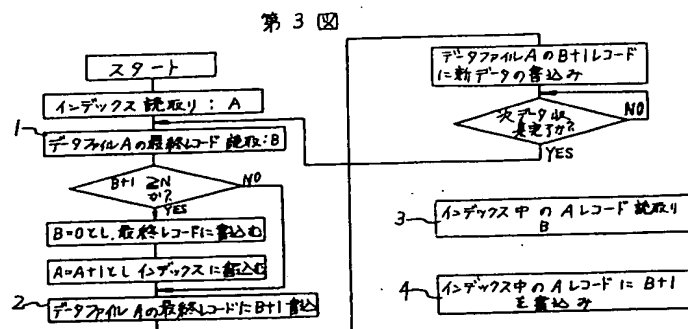 第3図
スタート
インデックス読取り：A
1
データファイルAの最終レコード読取：B
B+1≧N
か？
NO
YES
B=0とし,最終レコードに書込む
A=A+1としインデックスに書込む
2
データファイルAの最終レコードにB+1書込
データファイルAのB+1レコード
に新データの書込み
次データ収
集完了か？
NO
YES
3
インデックス中のAレコード読取り
B
4
インデックス中のAレコードにB+1
を書込み